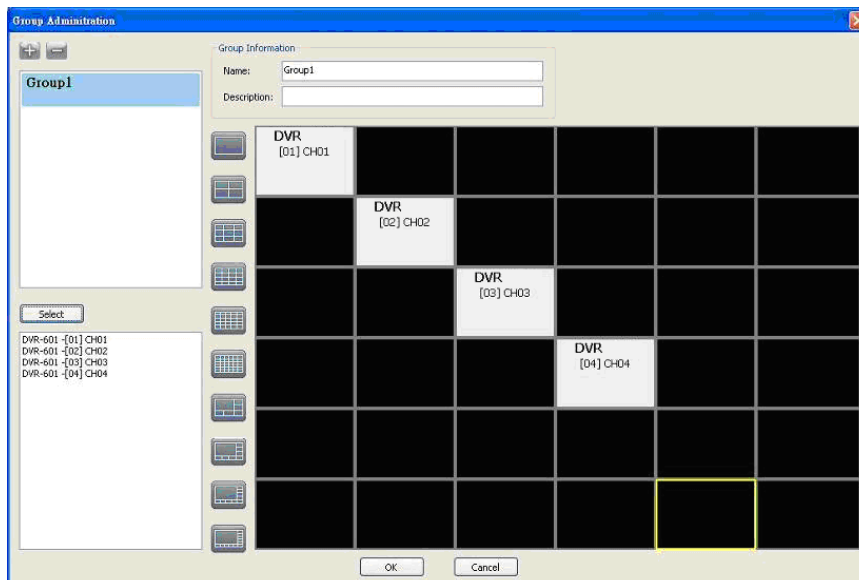 Group Adminitration
Group Information
Name: Group1
Description:
Group1
DVR
[01] CH01
DVR
[02] CH02
DVR
[03] CH03
DVR
[04] CH04
Select
DVR-601 -[01] CH01
DVR-601 -[02] CH02
DVR-601 -[03] CH03
DVR-601 -[04] CH04
OK Cancel